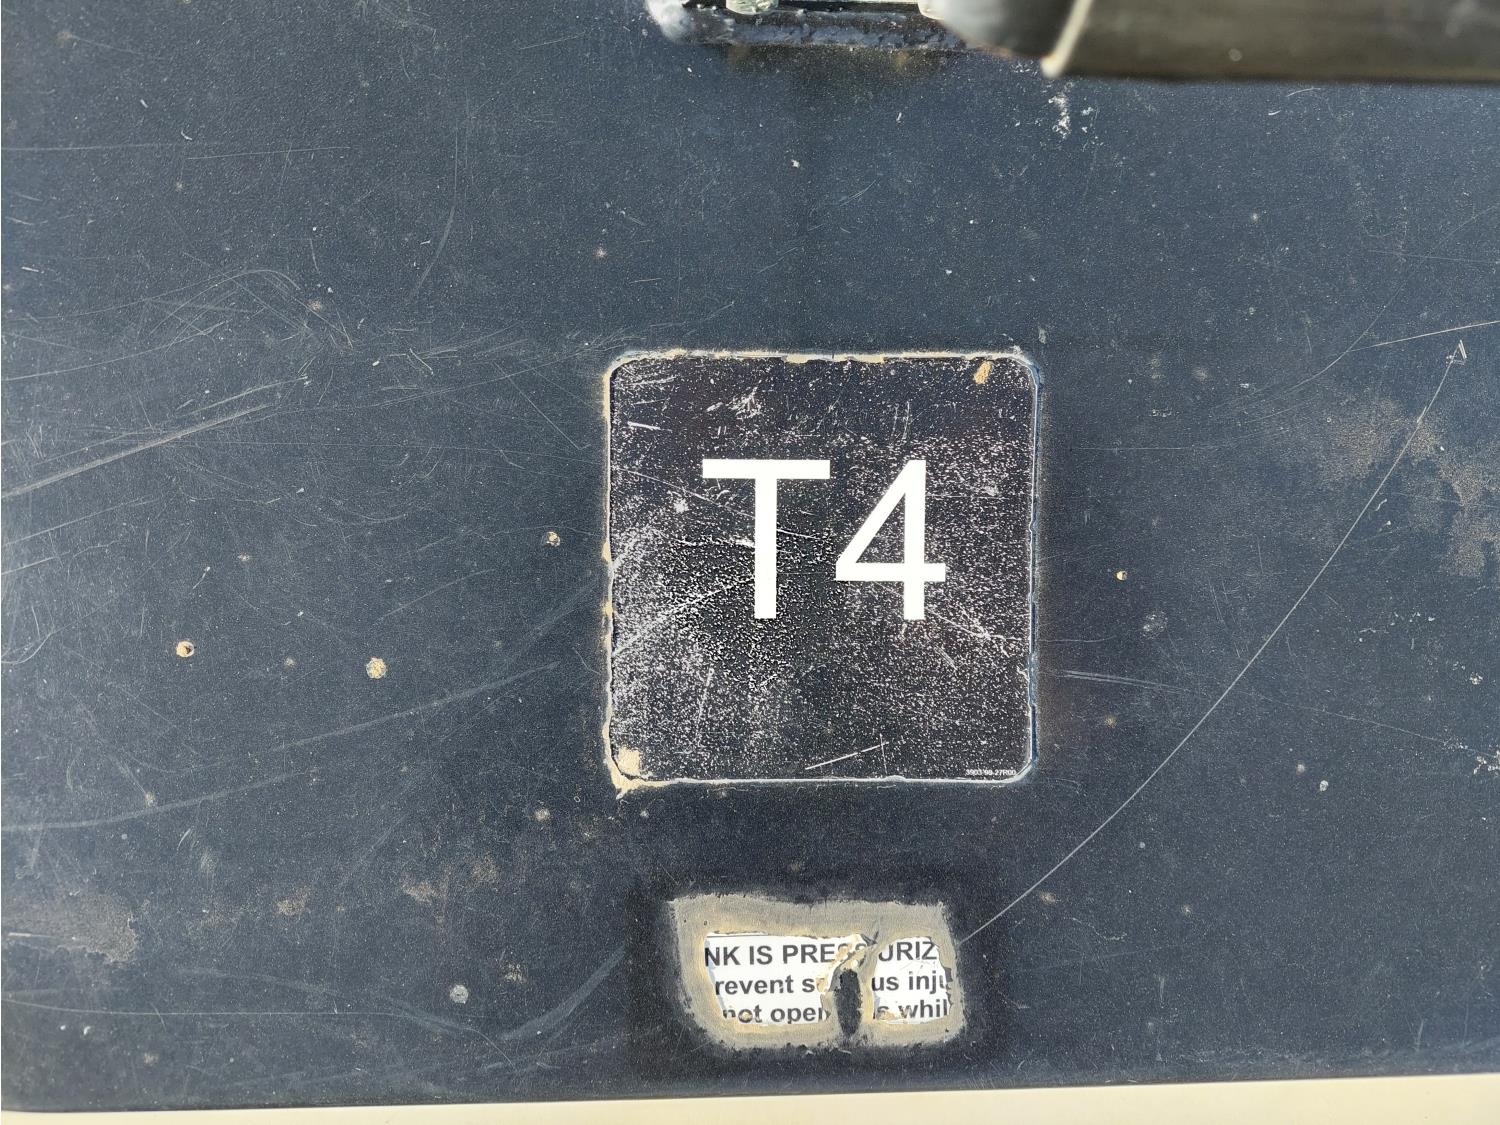 T4
NK IS PRESSURIZ
revent s us inju
not open s whil